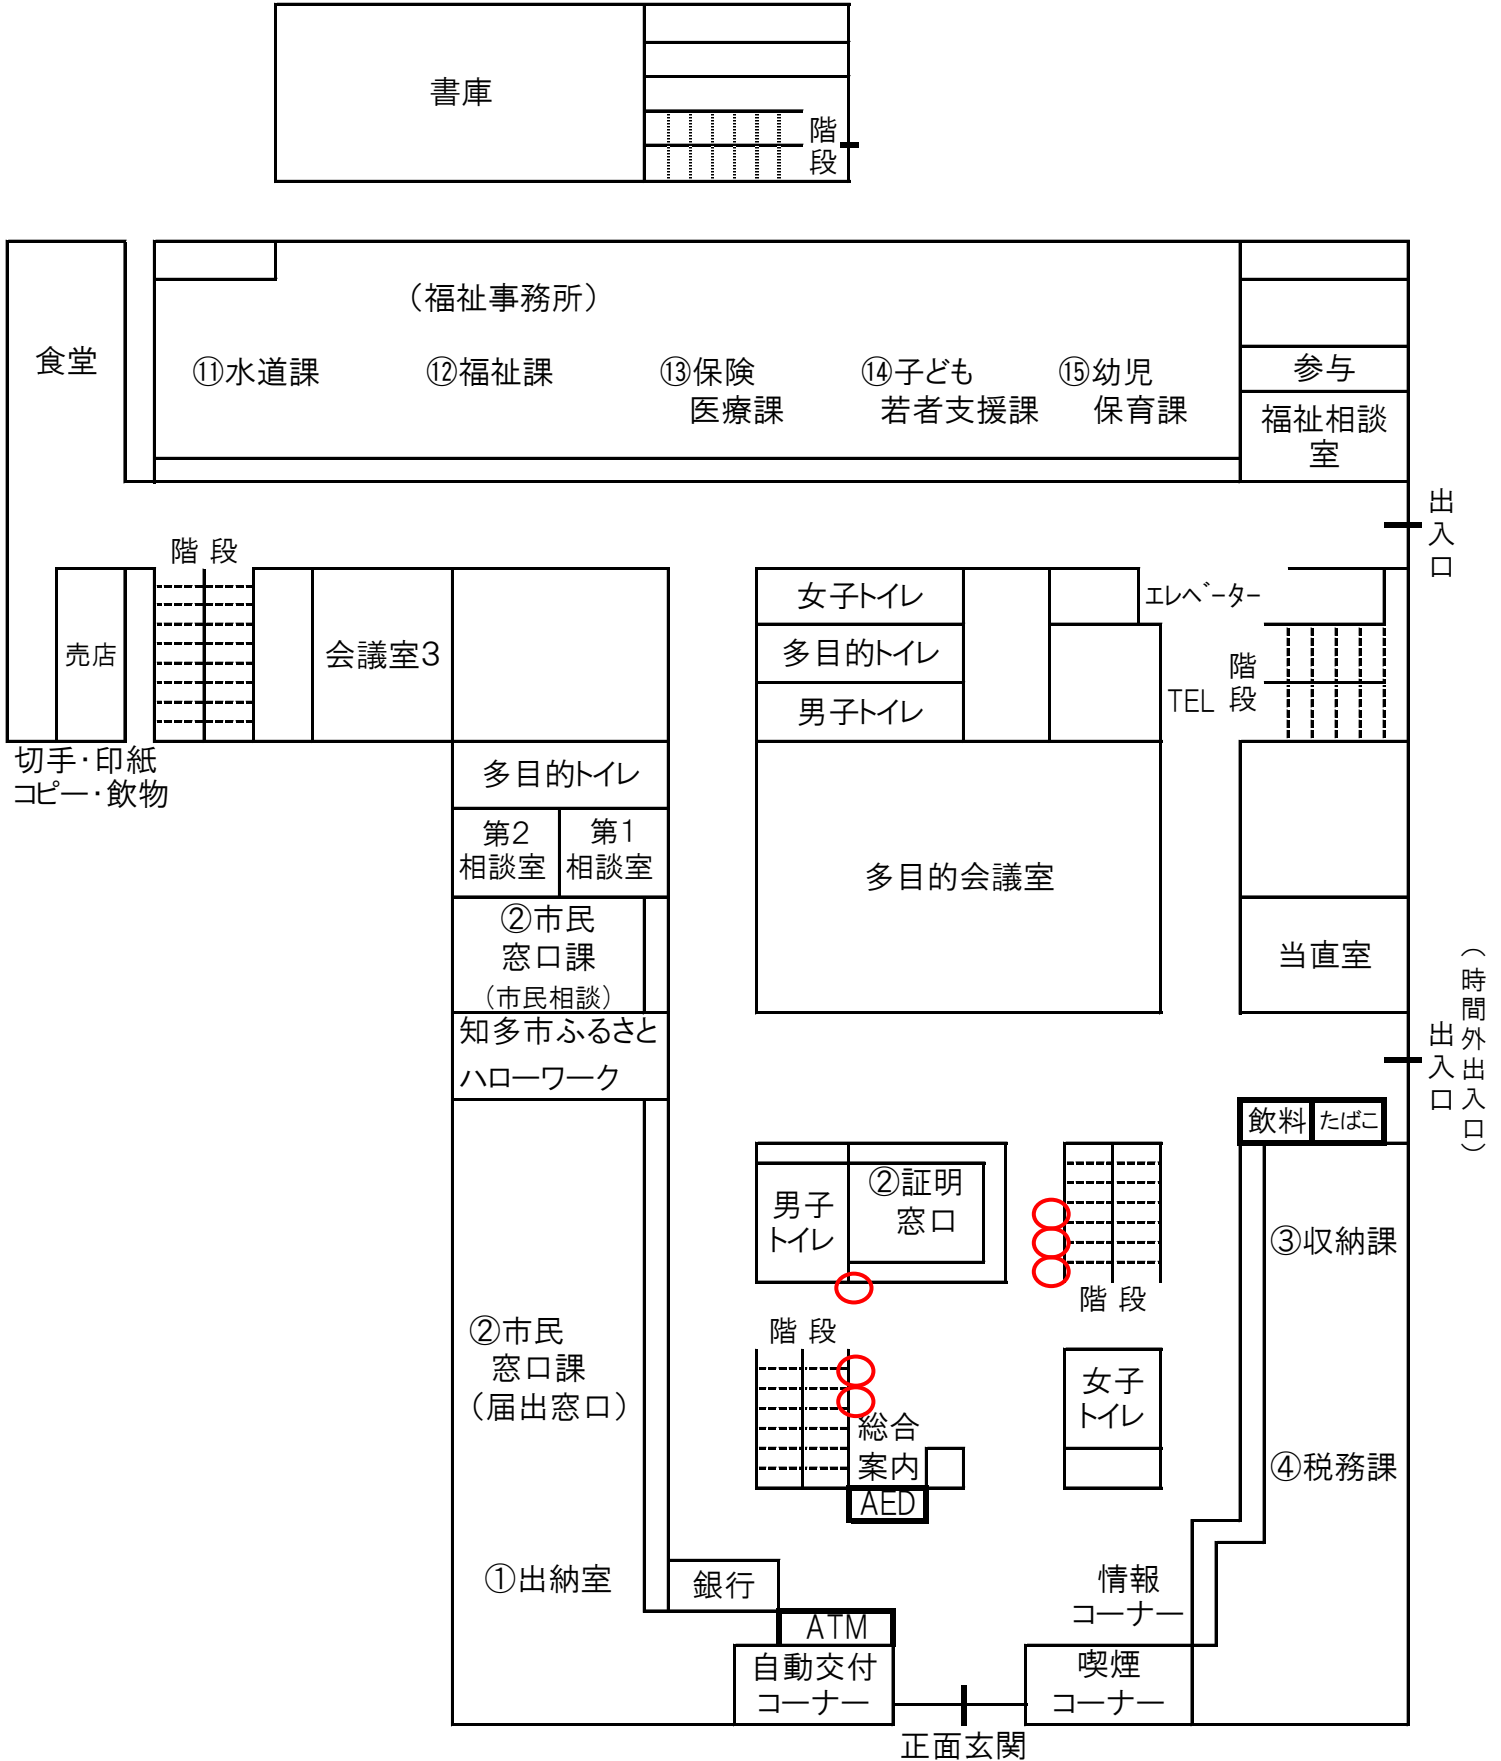 書庫
階
段
（福祉事務所）
食堂
⑪水道課
⑫福祉課
⑬保険
医療課
⑭子ども
若者支援課
⑮幼児
保育課
参与
福祉相談
室
出
入
口
階 段
売店
会議室３
女子トイレ
多目的トイレ
男子トイレ
エレベーター
TEL
階
段
切手・印紙
コピー・飲物
多目的トイレ
第２
相談室
第１
相談室
②市民
窓口課
（市民相談）
知多市ふるさと
ハローワーク
多目的会議室
当直室
出
入
口
（時間外出入口）
飲料
たばこ
男子
トイレ
②証明
窓口
階 段
③収納課
②市民
窓口課
（届出窓口）
階 段
総合
案内
AED
女子
トイレ
④税務課
①出納室
銀行
ATM
自動交付
コーナー
情報
コーナー
喫煙
コーナー
正面玄関